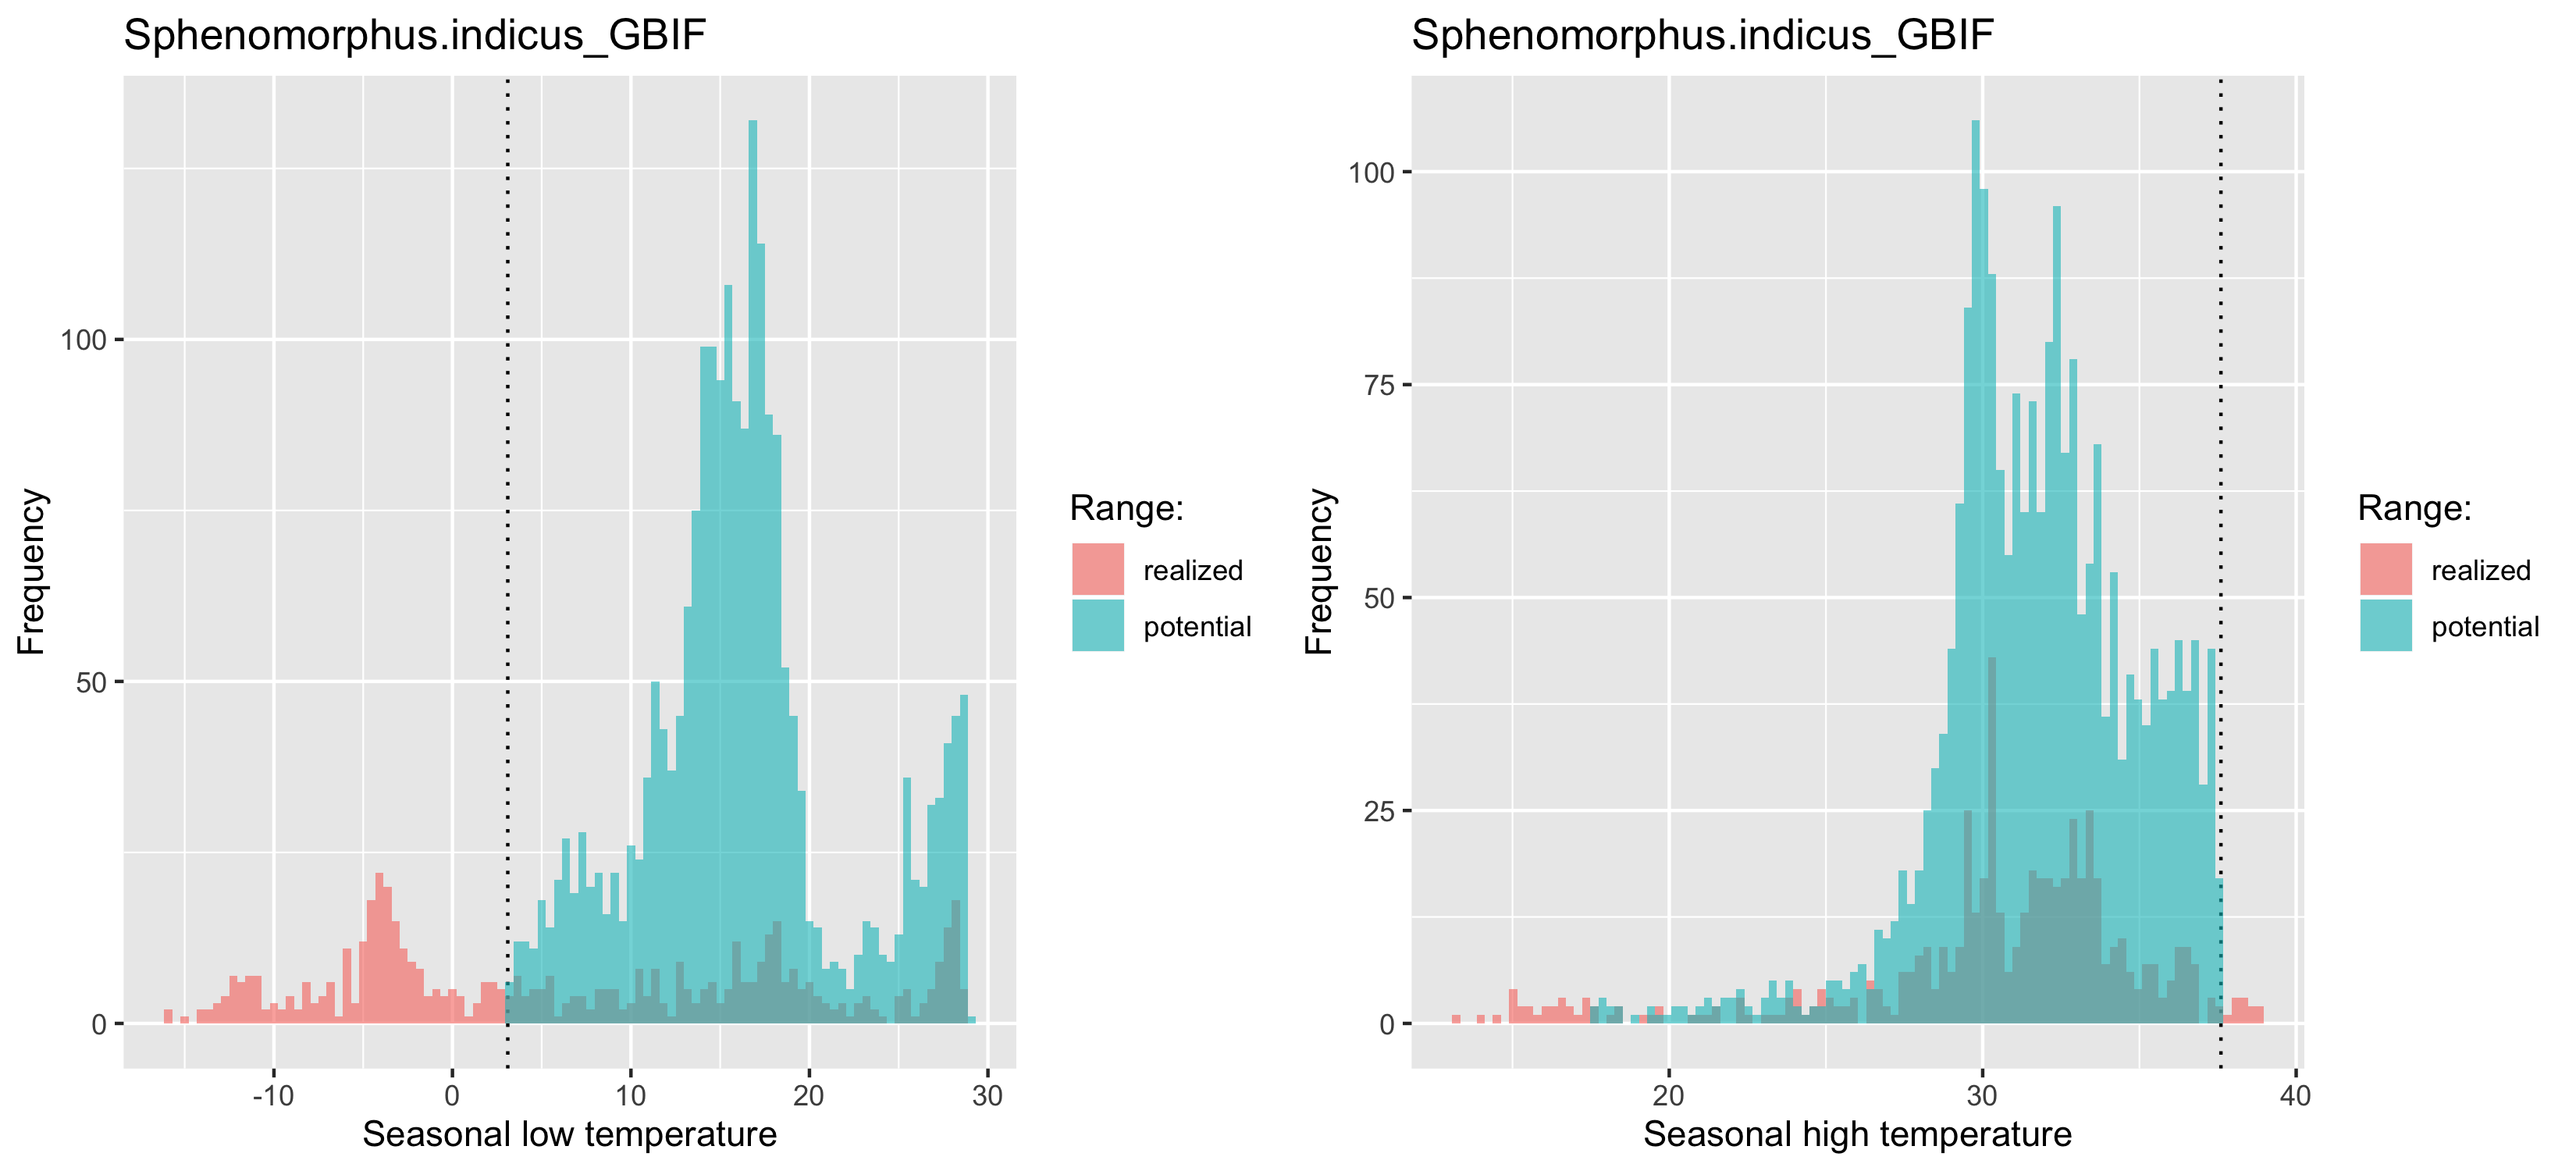 Sphenomorphus.indicus_GBIF
100
50
0
-10
0
10
20
30
Frequency
Seasonal low temperature
Range:
realized
potential
Sphenomorphus.indicus_GBIF
100
75
50
25
0
20
30
40
Frequency
Seasonal high temperature
Range:
realized
potential